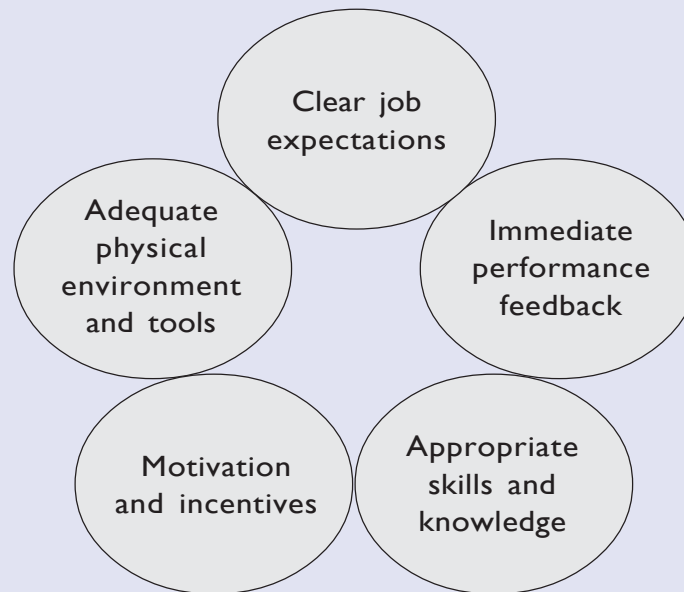 Clear job
expectations
Adequate
physical
environment
and tools
Immediate
performance
feedback
Motivation
and incentives
Appropriate
skills and
knowledge